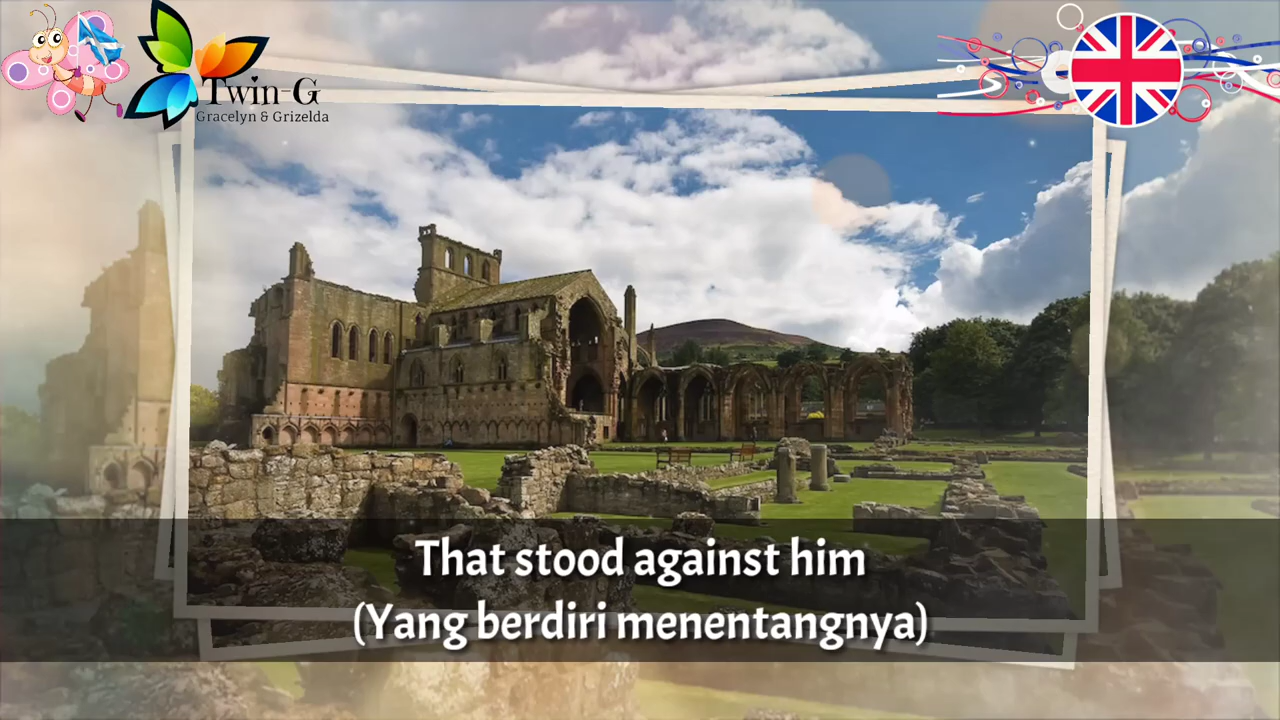 Twin-G
Gracelyn & Grizelda
That stood against him
(Yang berdiri menentangnya)